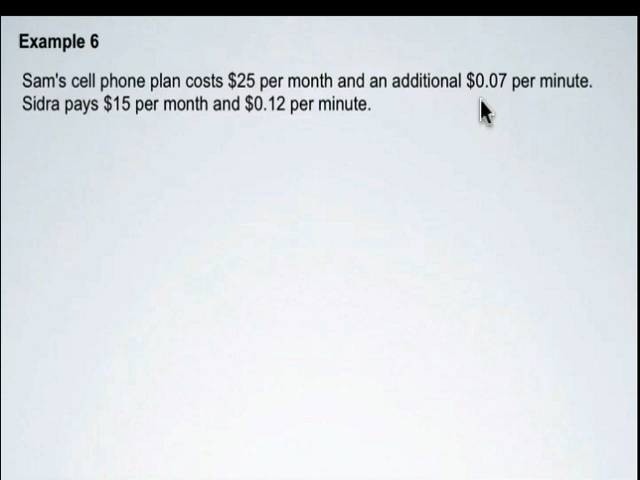 Example 6
Sam's cell phone plan costs $25 per month and an additional $0.07 per minute.
Sidra pays $15 per month and $0.12 per minute.